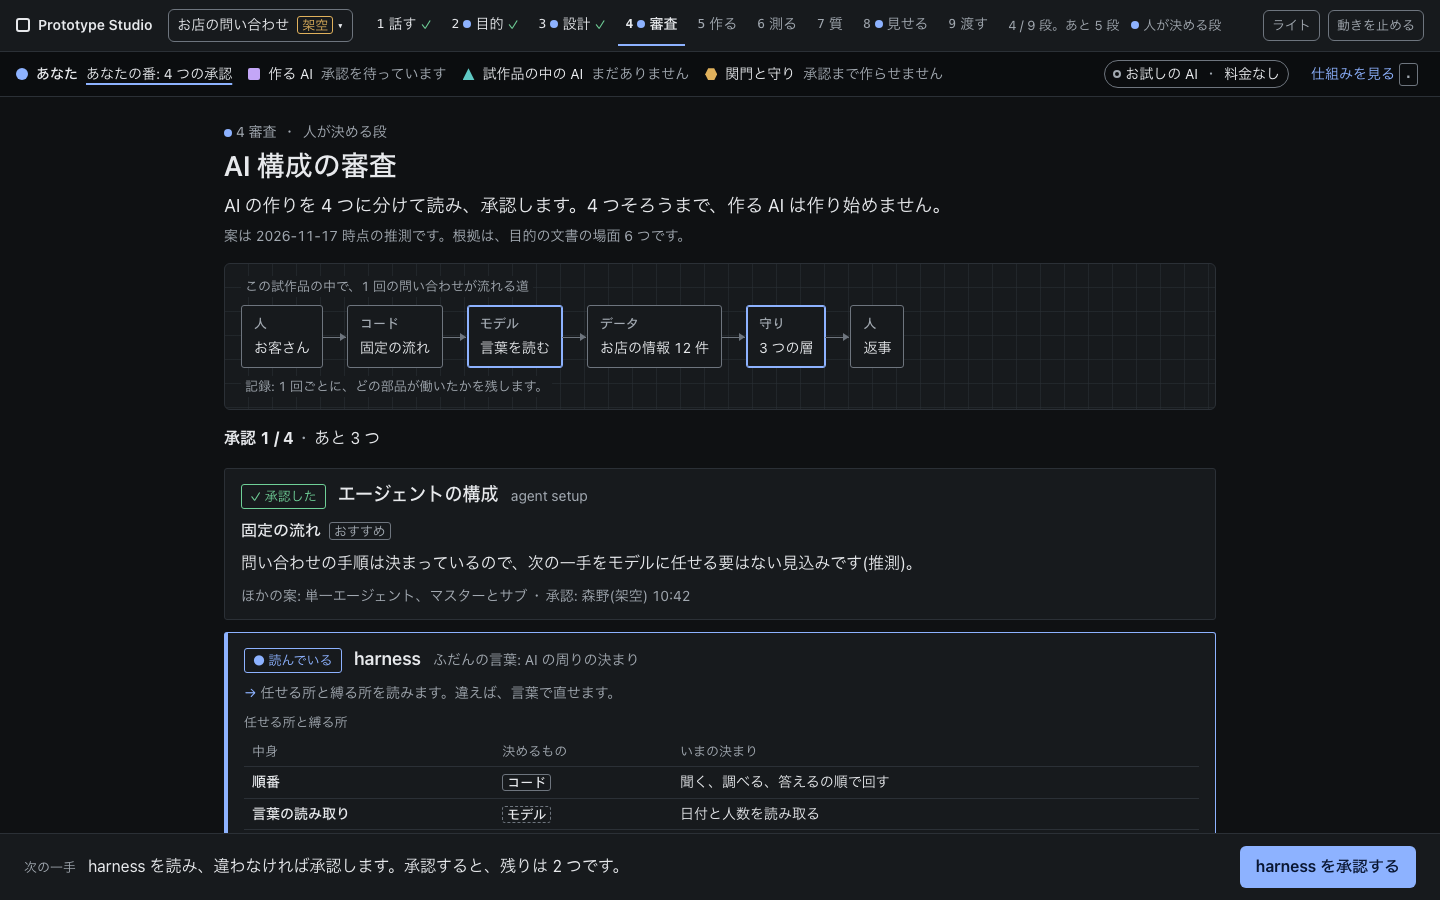 Prototype Studio お店の問い合わせ 架空 ▾ 1 話す ✓ 2 目的 ✓ 3 設計 ✓ 4 審査 5 作る 6 測る 7 質 8 見せる 9 渡す 4 / 9 段。あと 5 段 人が決める段 ライト 動きを止める
あなた あなたの番: 4 つの承認 作る AI 承認を待っています 試作品の中の AI まだありません 関門と守り 承認まで作らせません お試しの AI ・ 料金なし 仕組みを見る .
4 審査 ・ 人が決める段
AI 構成の審査
AI の作りを 4 つに分けて読み、承認します。4 つそろうまで、作る AI は作り始めません。
案は 2026-11-17 時点の推測です。根拠は、目的の文書の場面 6 つです。
この試作品の中で、1 回の問い合わせが流れる道
人 コード モデル データ 守り 人
お客さん 固定の流れ 言葉を読む お店の情報 12 件 3 つの層 返事
記録: 1 回ごとに、どの部品が働いたかを残します。
承認 1 / 4 · あと 3 つ
✓ 承認した エージェントの構成 agent setup
固定の流れ おすすめ
問い合わせの手順は決まっているので、次の一手をモデルに任せる要はない見込みです(推測)。
ほかの案: 単一エージェント、マスターとサブ · 承認: 森野(架空) 10:42
読んでいる harness ふだんの言葉: AI の周りの決まり
→ 任せる所と縛る所を読みます。違えば、言葉で直せます。
任せる所と縛る所
中身 決めるもの いまの決まり
順番 コード 聞く、調べる、答えるの順で回す
言葉の読み取り モデル 日付と人数を読み取る
次の一手 harness を読み、違わなければ承認します。承認すると、残りは 2 つです。 harness を承認する